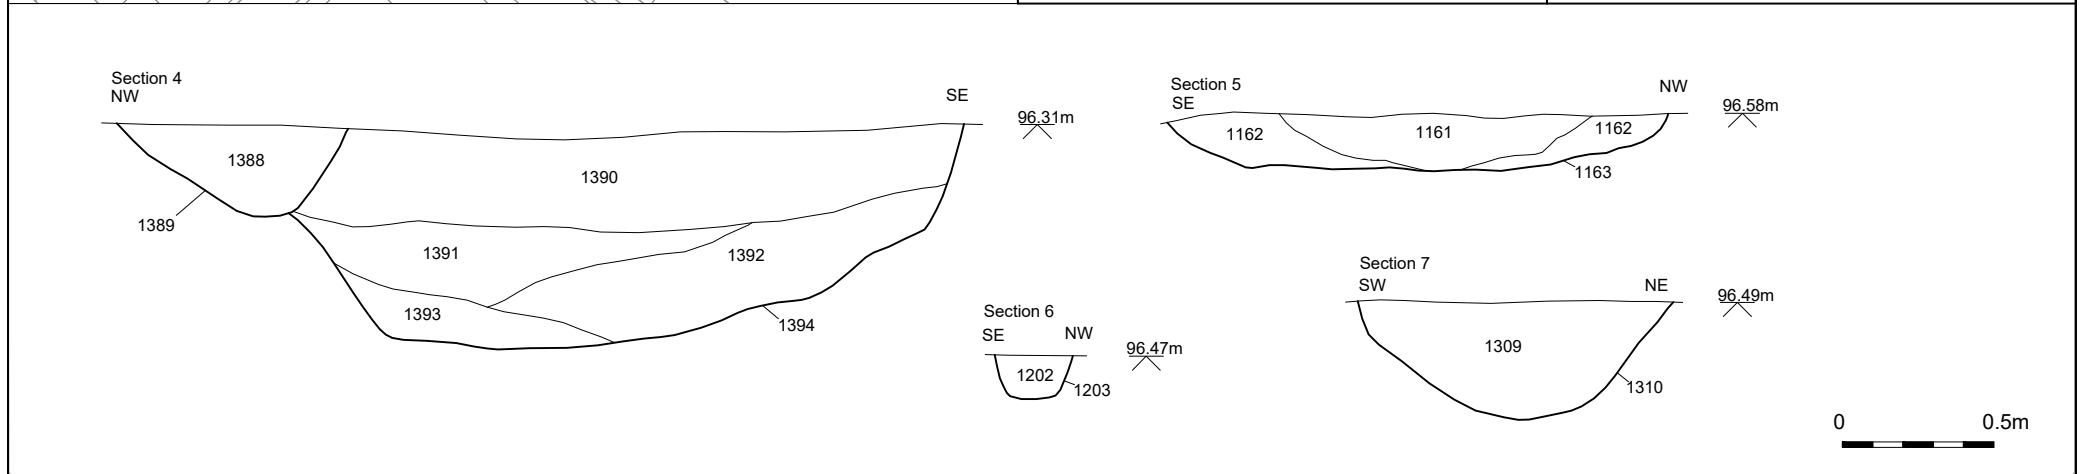 Section 4
NW
SE
96.31m
1388
1390
1389
1391
1392
1393
1394
Section 5
SE
NW
96.58m
1162
1161
1162
1163
Section 6
SE
NW
96.47m
1202
1203
Section 7
SW
NE
96.49m
1309
1310
0
0.5m